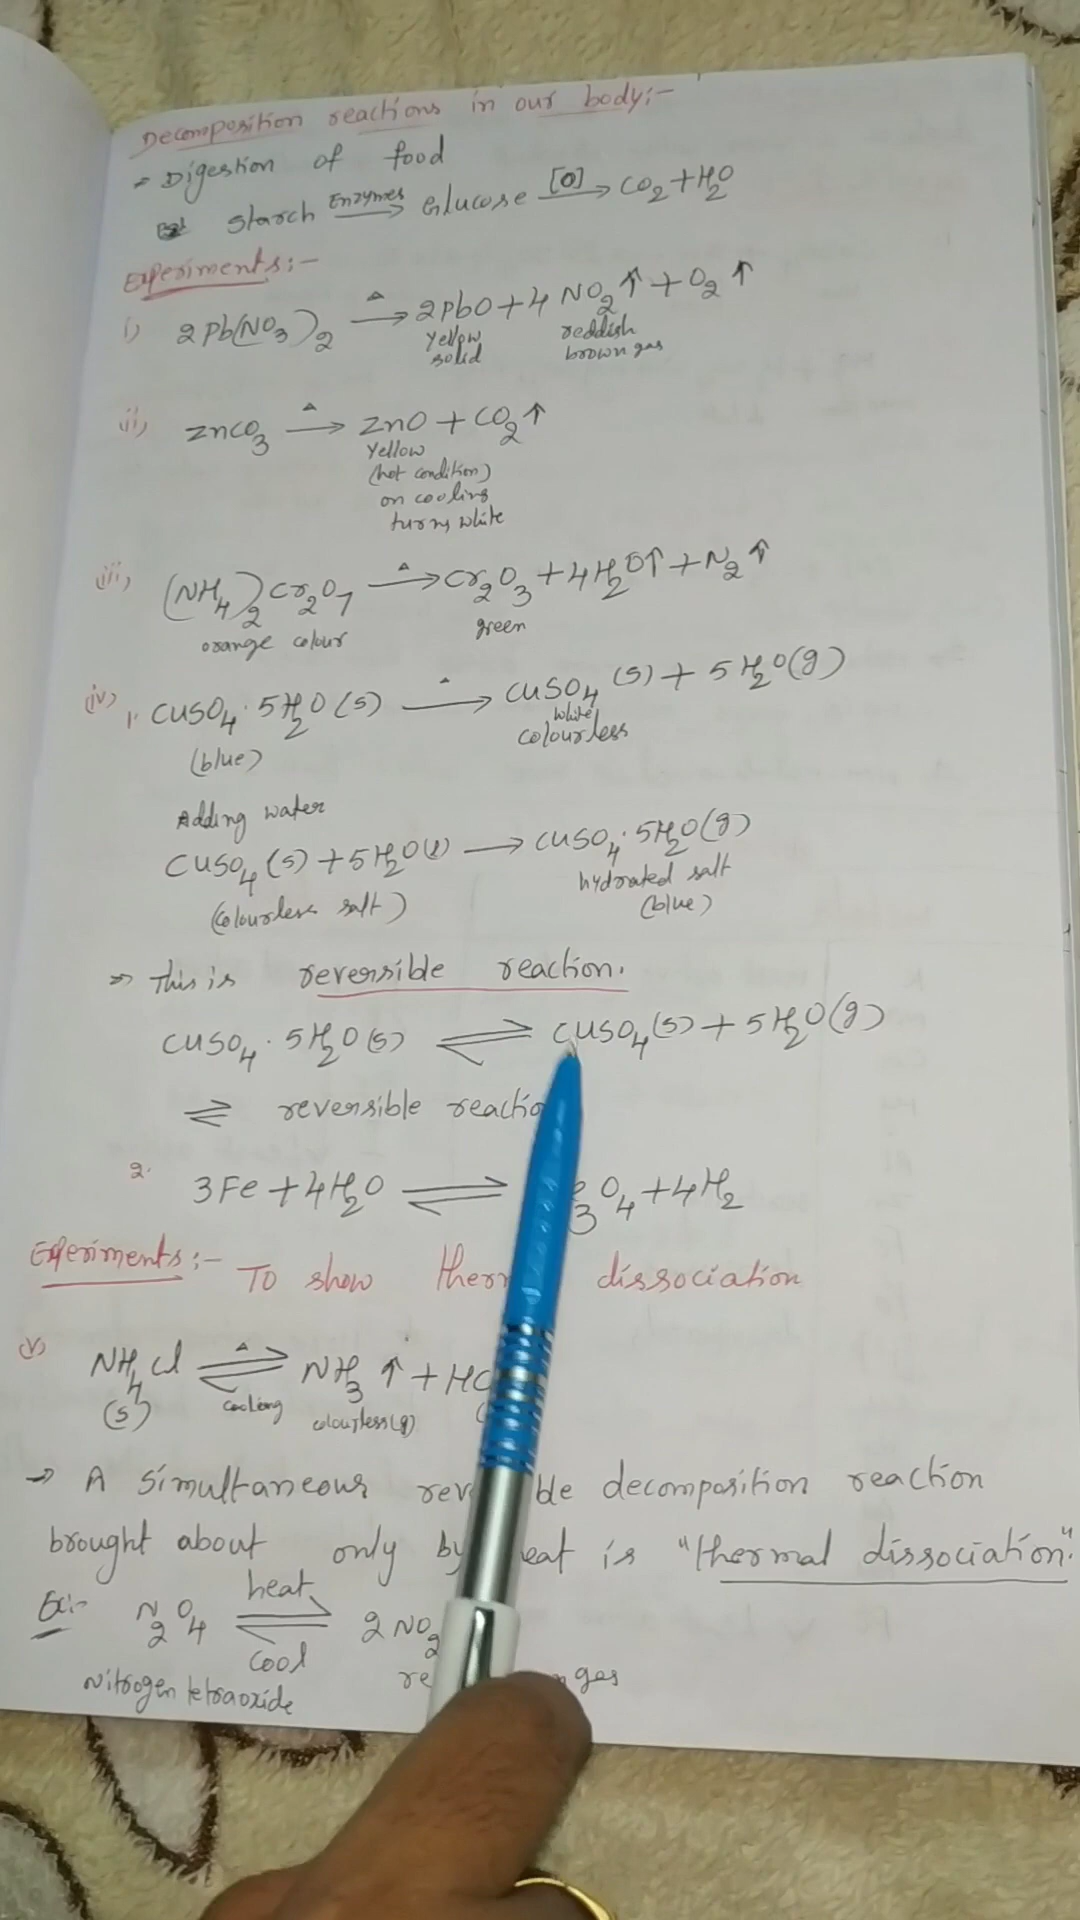 Decomposition reactions in our body:-
Digestion of food
Starch Enzymes→ Glucose [O]→ CO2 + H2O
Experiments:-
i) 2Pb(NO3)2 Δ→ 2PbO + 4NO2↑ + O2↑
yellow solid reddish brown gas
ii) ZnCO3 Δ→ ZnO + CO2↑
Yellow
(hot condition)
on cooling
turns white
iii) (NH4)2Cr2O7 Δ→ Cr2O3 + 4H2O↑ + N2↑
orange colour green
(iv) 1. CuSO4·5H2O(s) Δ→ CuSO4(s) + 5H2O(g)
(blue) white colourless
Adding water
CuSO4(s) + 5H2O(l) → CuSO4·5H2O(g)
(colourless salt) hydrated salt
(blue)
⇒ This is reversible reaction.
CuSO4·5H2O(s) ⇌ CuSO4(s) + 5H2O(g)
⇌ reversible reactio
2. 3Fe + 4H2O ⇌ 3O4 + 4H2
Experiments:- To show dissociation
(v) NH4Cl Δ⇌ NH3↑ +
(s) cooling colourless(g)
→ A simultaneous decomposition reaction
brought about only by is "thermal dissociation".
heat
Ex:- N2O4 ⇌ 2NO2
cool
Nitrogen tetraoxide gas